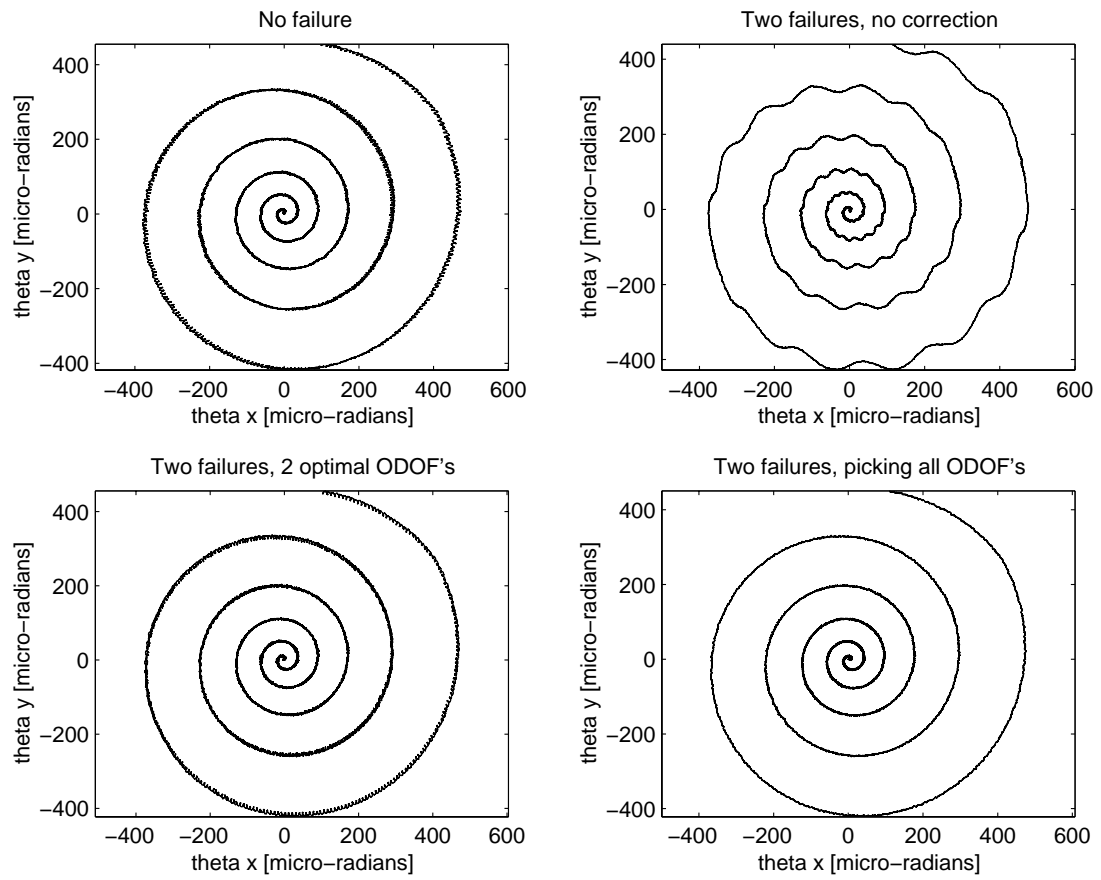 No failure
400
200
0
−200
−400
−400 −200 0 200 400 600
theta x [micro−radians]
theta y [micro−radians]
Two failures, no correction
400
200
0
−200
−400
−400 −200 0 200 400 600
theta x [micro−radians]
theta y [micro−radians]
Two failures, 2 optimal ODOF's
400
200
0
−200
−400
−400 −200 0 200 400 600
theta x [micro−radians]
theta y [micro−radians]
Two failures, picking all ODOF's
400
200
0
−200
−400
−400 −200 0 200 400 600
theta x [micro−radians]
theta y [micro−radians]